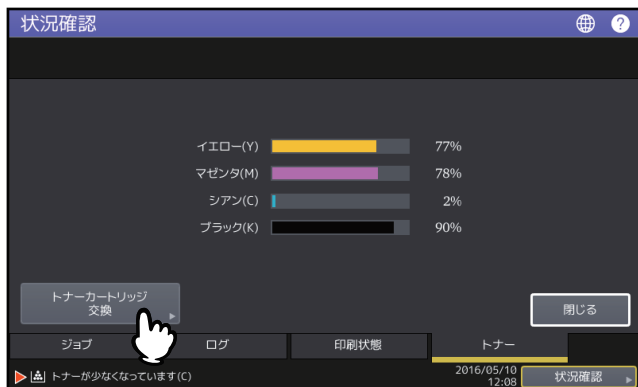 状況確認
?
イエロー(Y) 77%
マゼンタ(M) 78%
シアン(C) 2%
ブラック(K) 90%
トナーカートリッジ
交換
閉じる
ジョブ ログ 印刷状態 トナー
トナーが少なくなっています(C)
2016/05/10
12:08
状況確認